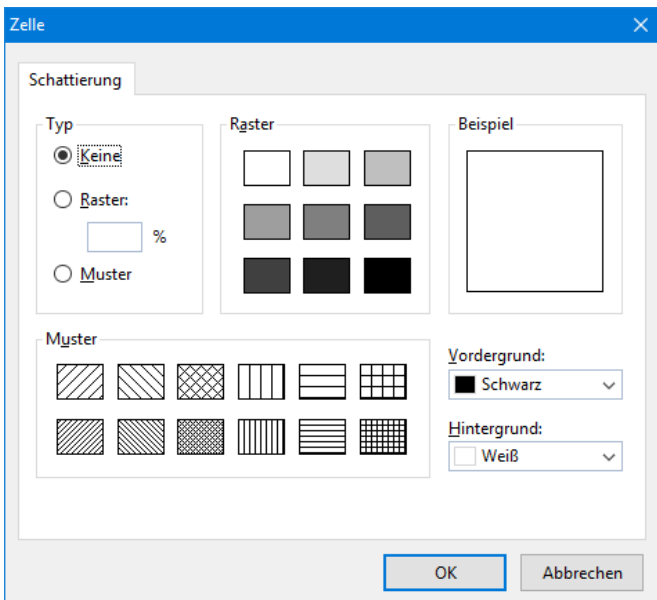 Zelle
Schattierung
Typ
Keine
Raster:
%
Muster
Raster
Beispiel
Muster
Vordergrund:
Schwarz
Hintergrund:
Weiß
OK
Abbrechen